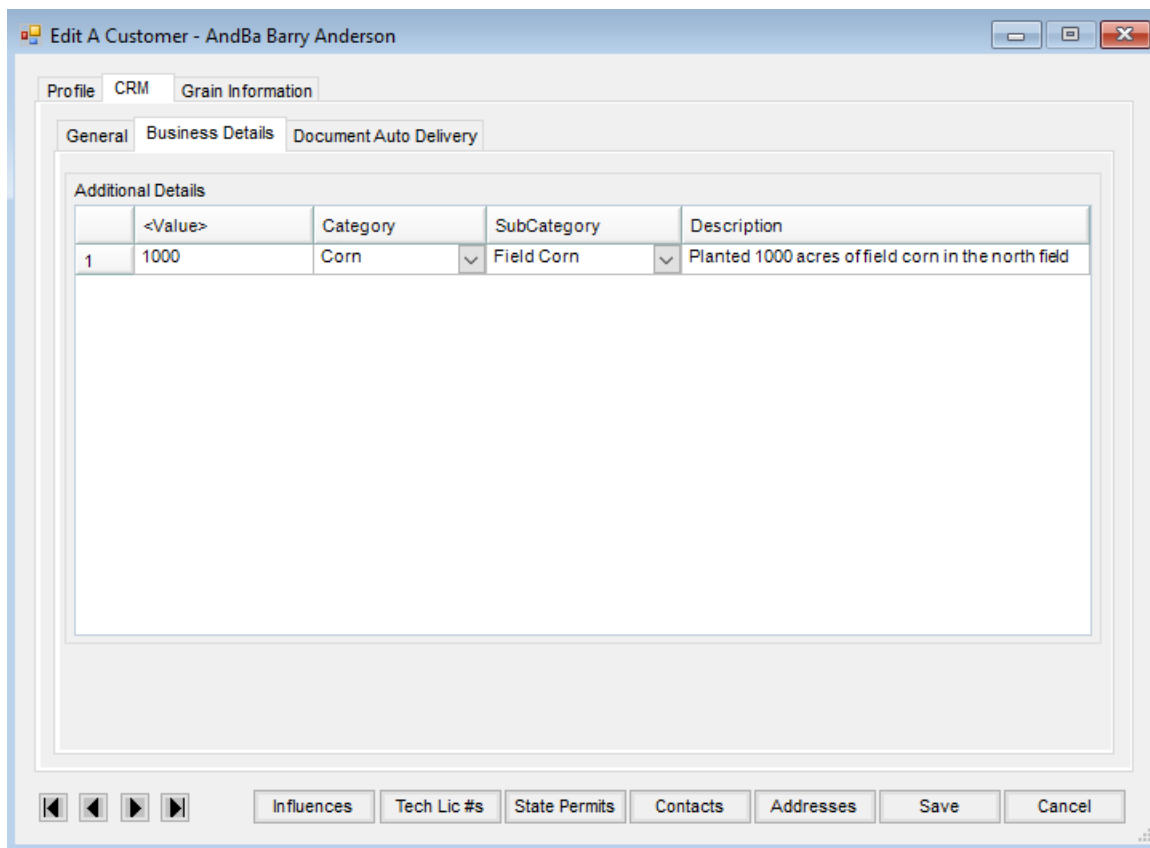 Edit A Customer - AndBa Barry Anderson
Profile CRM Grain Information
General Business Details Document Auto Delivery
Additional Details
<Value> Category SubCategory Description
1 1000 Corn Field Corn Planted 1000 acres of field corn in the north field
Influences Tech Lic #s State Permits Contacts Addresses Save Cancel